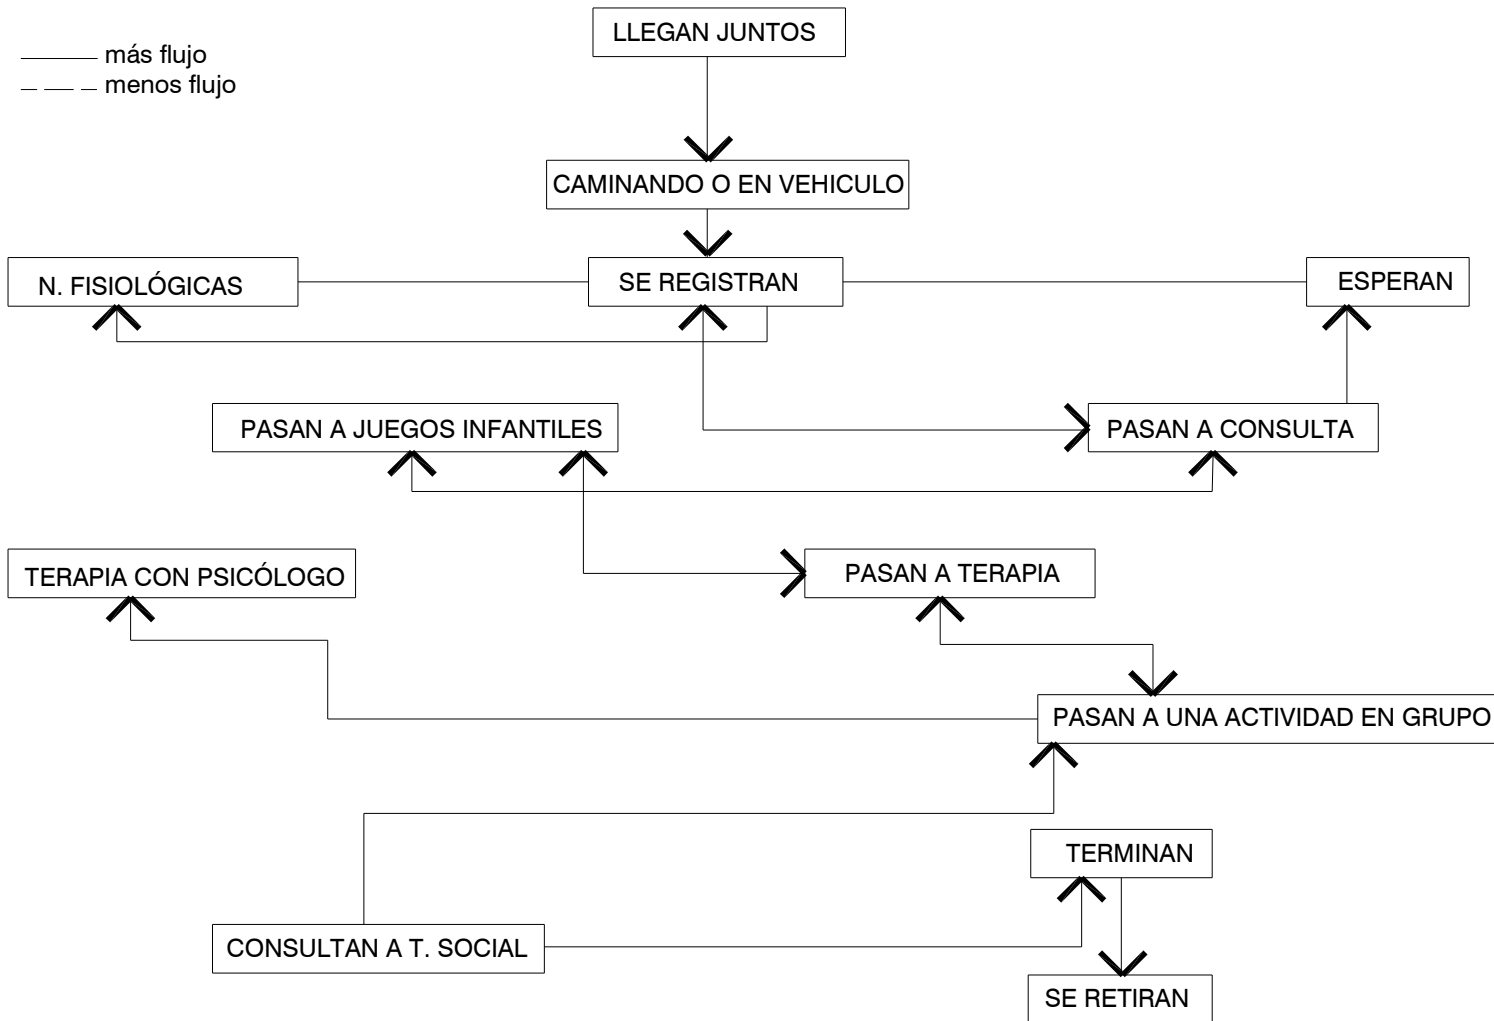 LLEGAN JUNTOS
más flujo
menos flujo
CAMINANDO O EN VEHICULO
N. FISIOLÓGICAS
SE REGISTRAN
ESPERAN
PASAN A JUEGOS INFANTILES
PASAN A CONSULTA
TERAPIA CON PSICÓLOGO
PASAN A TERAPIA
PASAN A UNA ACTIVIDAD EN GRUPO
TERMINAN
CONSULTAN A T. SOCIAL
SE RETIRAN